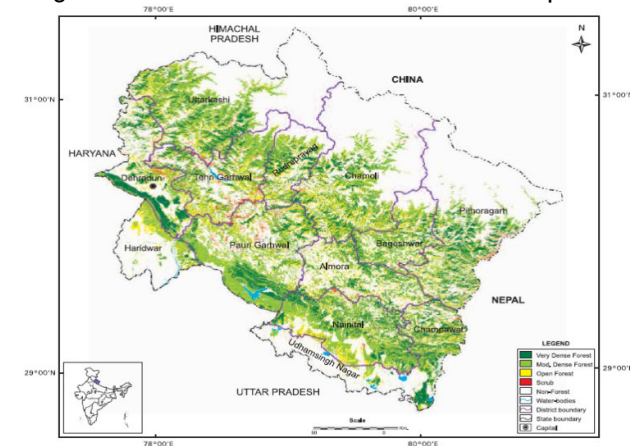 78°00'E 80°00'E
HIMACHAL
PRADESH
N
CHINA
31°00'N 31°00'N
Uttarkashi
HARYANA
Dehradun
Tehri Garhwal
Rudraprayag
Chamoli
Pithoragarh
Haridwar
Pauri Garhwal
Bageshwar
Almora
NEPAL
Nainital
Champawat
Udhamsingh Nagar
29°00'N 29°00'N
UTTAR PRADESH
LEGEND
Very Dense Forest
Mod. Dense Forest
Open Forest
Scrub
Non-Forest
Water-bodies
District boundary
State boundary
Capital
Scale
78°00'E 80°00'E